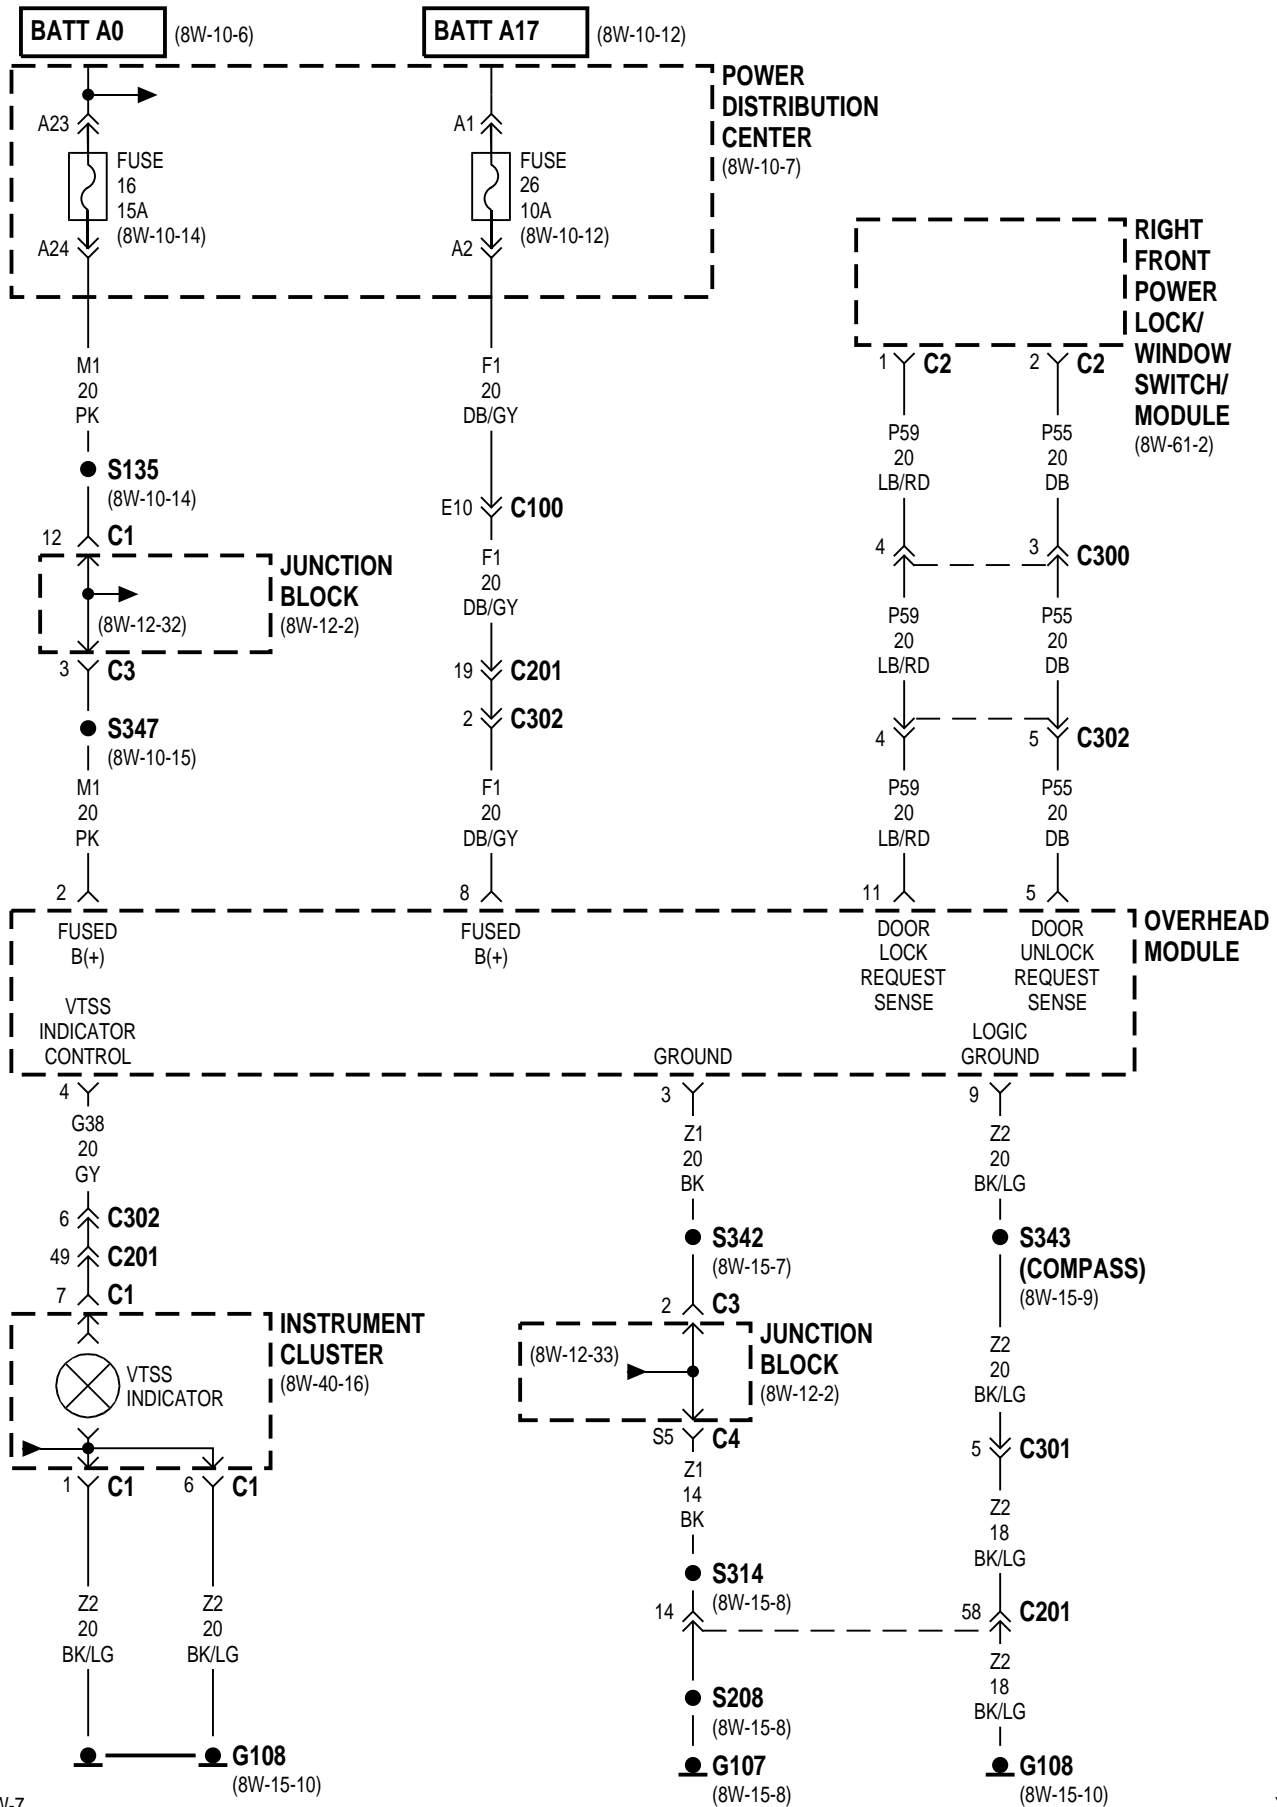 BATT A0 (8W-10-6)
BATT A17 (8W-10-12)
POWER
DISTRIBUTION
CENTER
(8W-10-7)
A23
FUSE
16
15A
(8W-10-14)
A24
A1
FUSE
26
10A
(8W-10-12)
A2
RIGHT
FRONT
POWER
LOCK/
WINDOW
SWITCH/
MODULE
(8W-61-2)
M1
20
PK
S135
(8W-10-14)
12 C1
JUNCTION
BLOCK
(8W-12-2)
(8W-12-32)
3 C3
S347
(8W-10-15)
M1
20
PK
2
F1
20
DB/GY
E10 C100
F1
20
DB/GY
19 C201
2 C302
F1
20
DB/GY
8
1 C2
P59
20
LB/RD
4
P59
20
LB/RD
4
P59
20
LB/RD
11
2 C2
P55
20
DB
3 C300
P55
20
DB
5 C302
P55
20
DB
5
OVERHEAD
MODULE
FUSED
B(+)
FUSED
B(+)
DOOR
LOCK
REQUEST
SENSE
DOOR
UNLOCK
REQUEST
SENSE
VTSS
INDICATOR
CONTROL
GROUND
LOGIC
GROUND
4
G38
20
GY
6 C302
49 C201
7 C1
INSTRUMENT
CLUSTER
(8W-40-16)
VTSS
INDICATOR
1 C1
6 C1
Z2
20
BK/LG
Z2
20
BK/LG
G108
(8W-15-10)
3
Z1
20
BK
S342
(8W-15-7)
2 C3
JUNCTION
BLOCK
(8W-12-2)
(8W-12-33)
S5 C4
Z1
14
BK
S314
(8W-15-8)
14
S208
(8W-15-8)
G107
(8W-15-8)
9
Z2
20
BK/LG
S343
(COMPASS)
(8W-15-9)
Z2
20
BK/LG
5 C301
Z2
18
BK/LG
58 C201
Z2
18
BK/LG
G108
(8W-15-10)